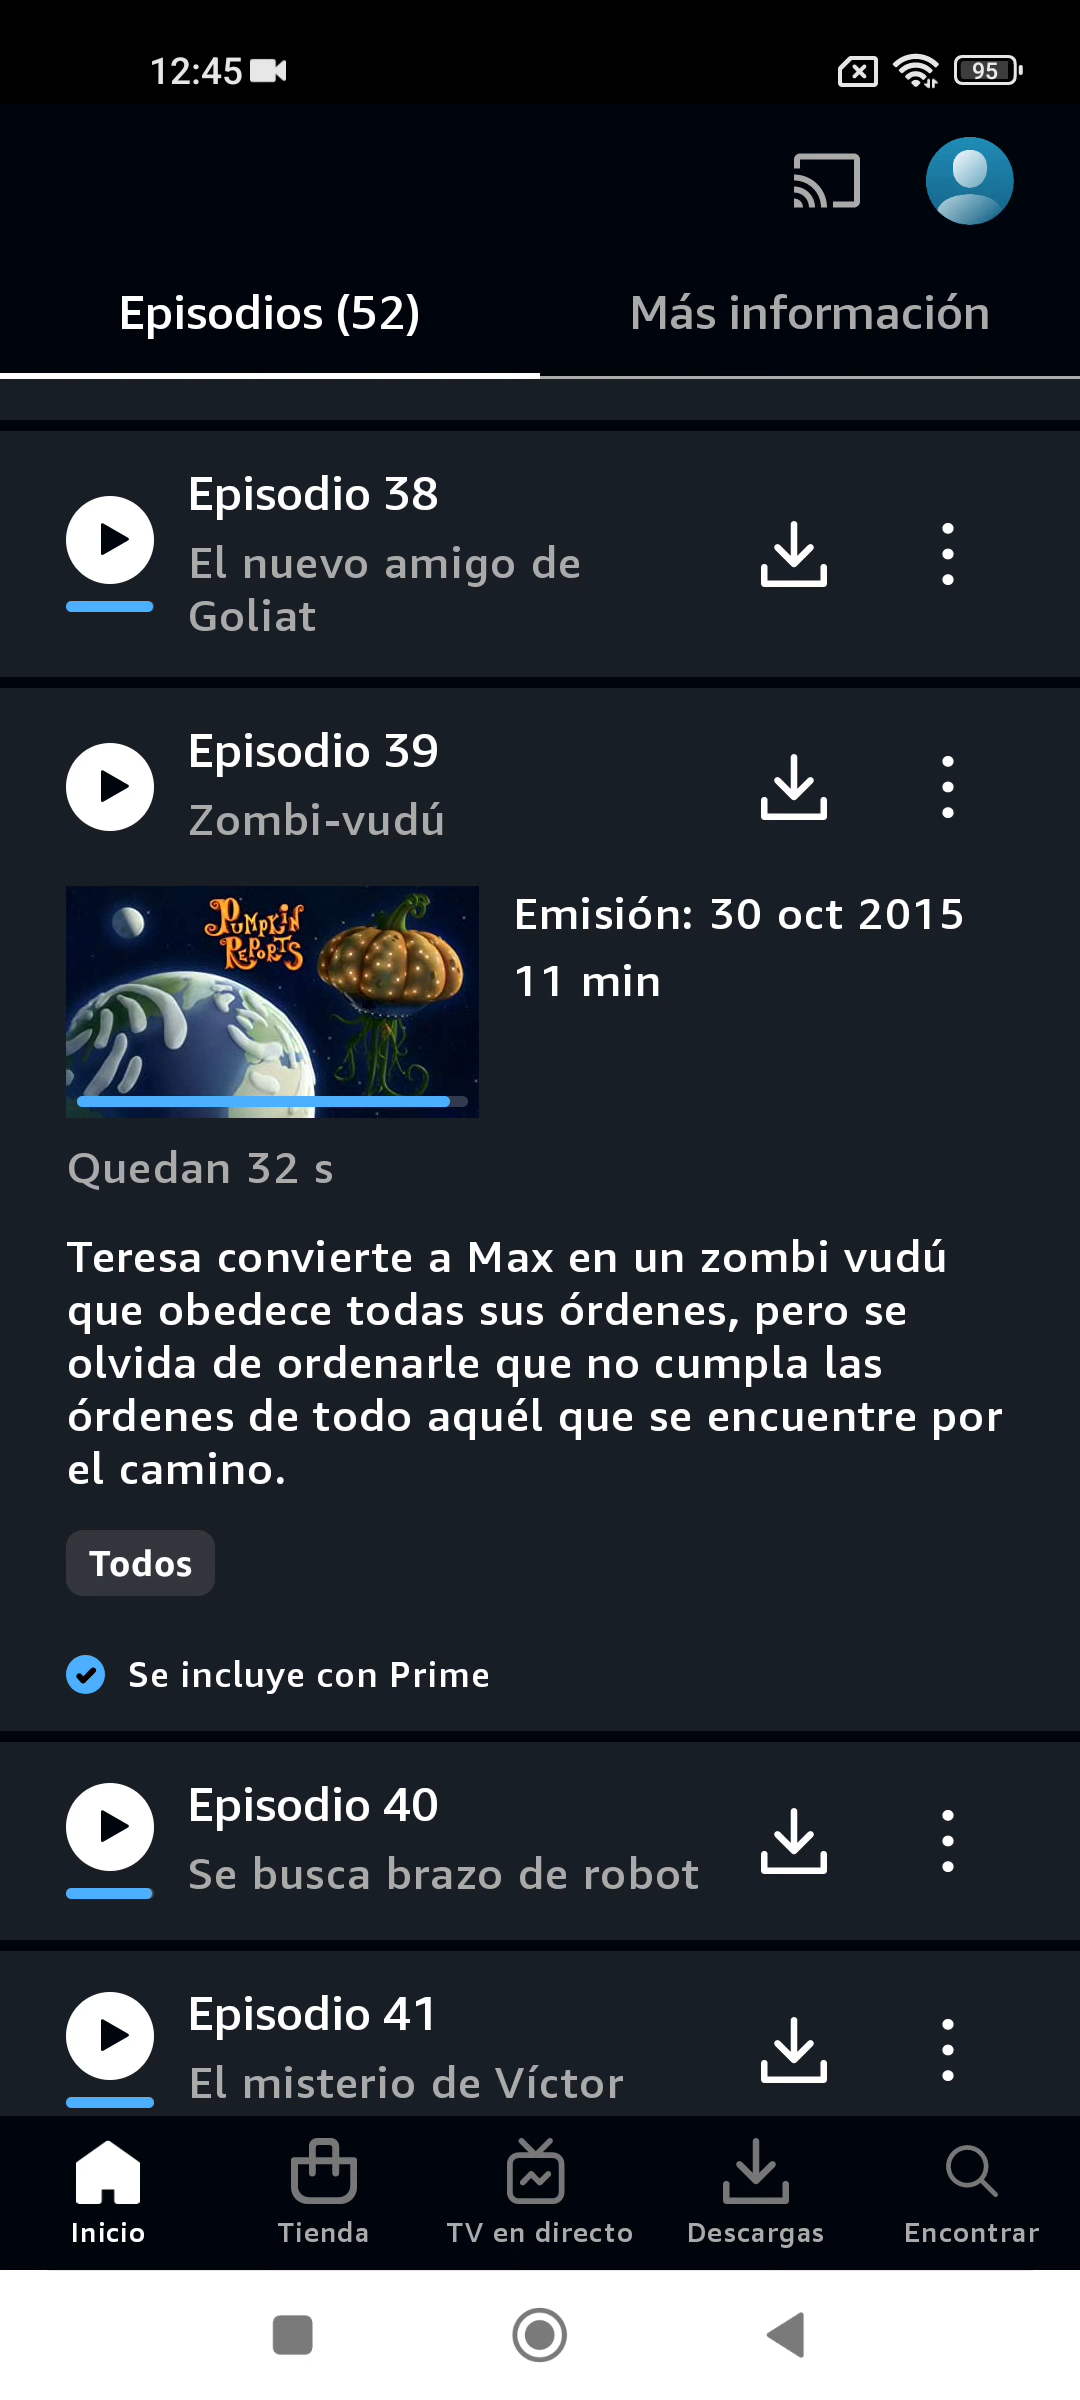 12:45
95
Episodios (52)
Más información
Episodio 38
El nuevo amigo de
Goliat
Episodio 39
Zombi-vudú
PUMPKIN
REPORTS
Emisión: 30 oct 2015
11 min
Quedan 32 s
Teresa convierte a Max en un zombi vudú
que obedece todas sus órdenes, pero se
olvida de ordenarle que no cumpla las
órdenes de todo aquél que se encuentre por
el camino.
Todos
Se incluye con Prime
Episodio 40
Se busca brazo de robot
Episodio 41
El misterio de Víctor
Inicio
Tienda
TV en directo
Descargas
Encontrar